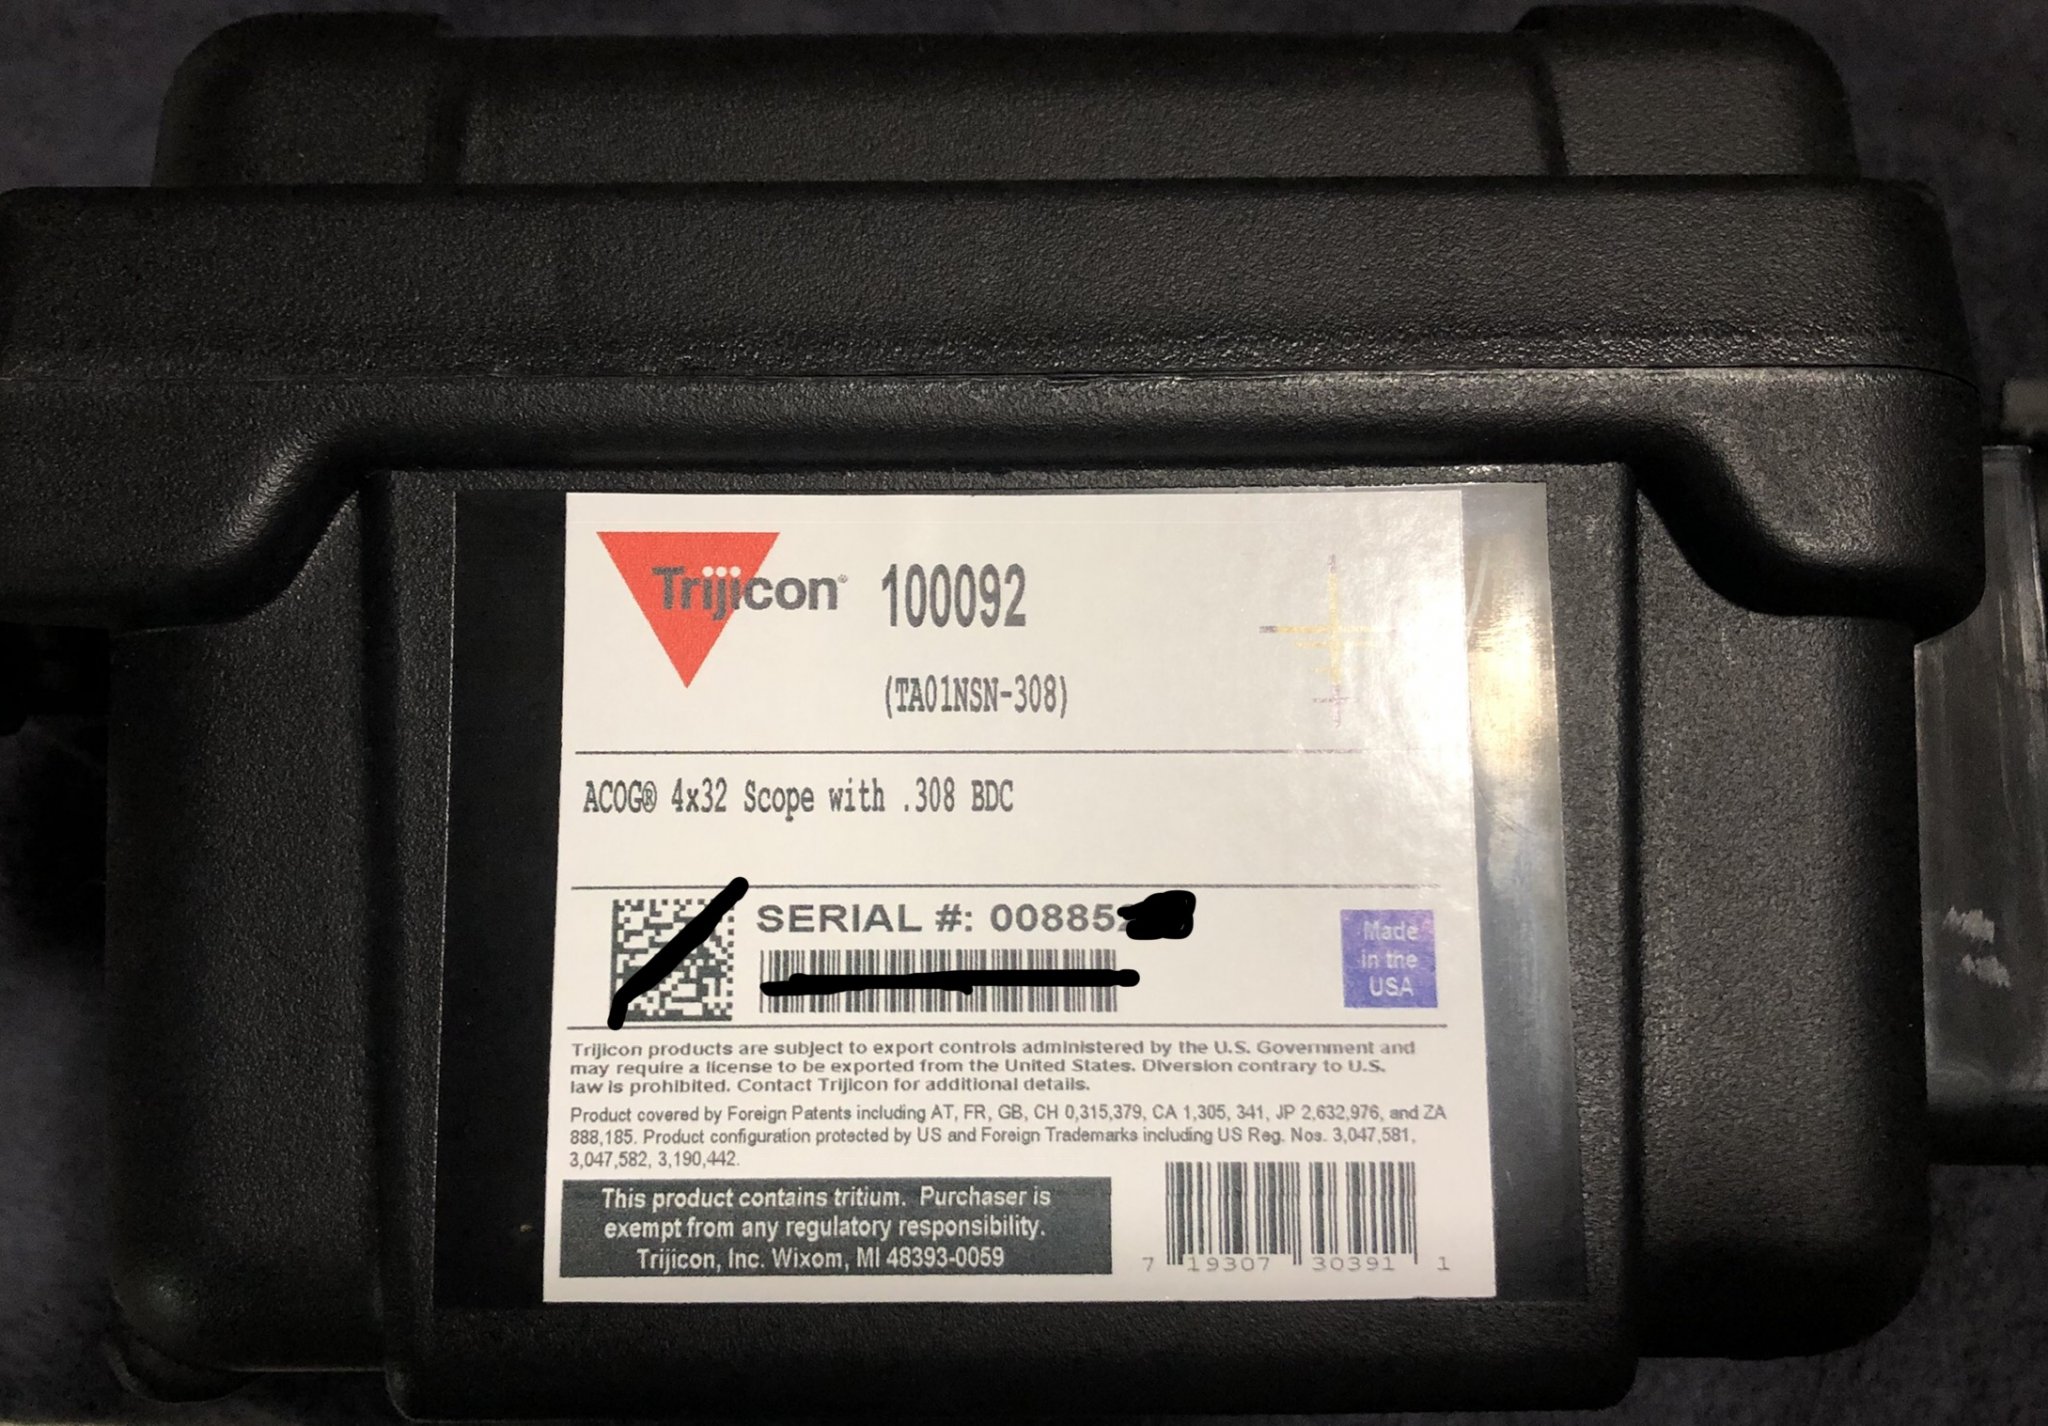 Trijicon® 100092
(TA01NSN-308)
ACOG® 4x32 Scope with .308 BDC
SERIAL #: 00885
Made
in the
USA
Trijicon products are subject to export controls administered by the U.S. Government and
may require a license to be exported from the United States. Diversion contrary to U.S.
law is prohibited. Contact Trijicon for additional details.
Product covered by Foreign Patents including AT, FR, GB, CH 0,315,379, CA 1,305, 341, JP 2,632,976, and ZA
888,185. Product configuration protected by US and Foreign Trademarks including US Reg. Nos. 3,047,581,
3,047,582, 3,190,442.
This product contains tritium. Purchaser is
exempt from any regulatory responsibility.
Trijicon, Inc. Wixom, MI 48393-0059
7 19307 30391 1